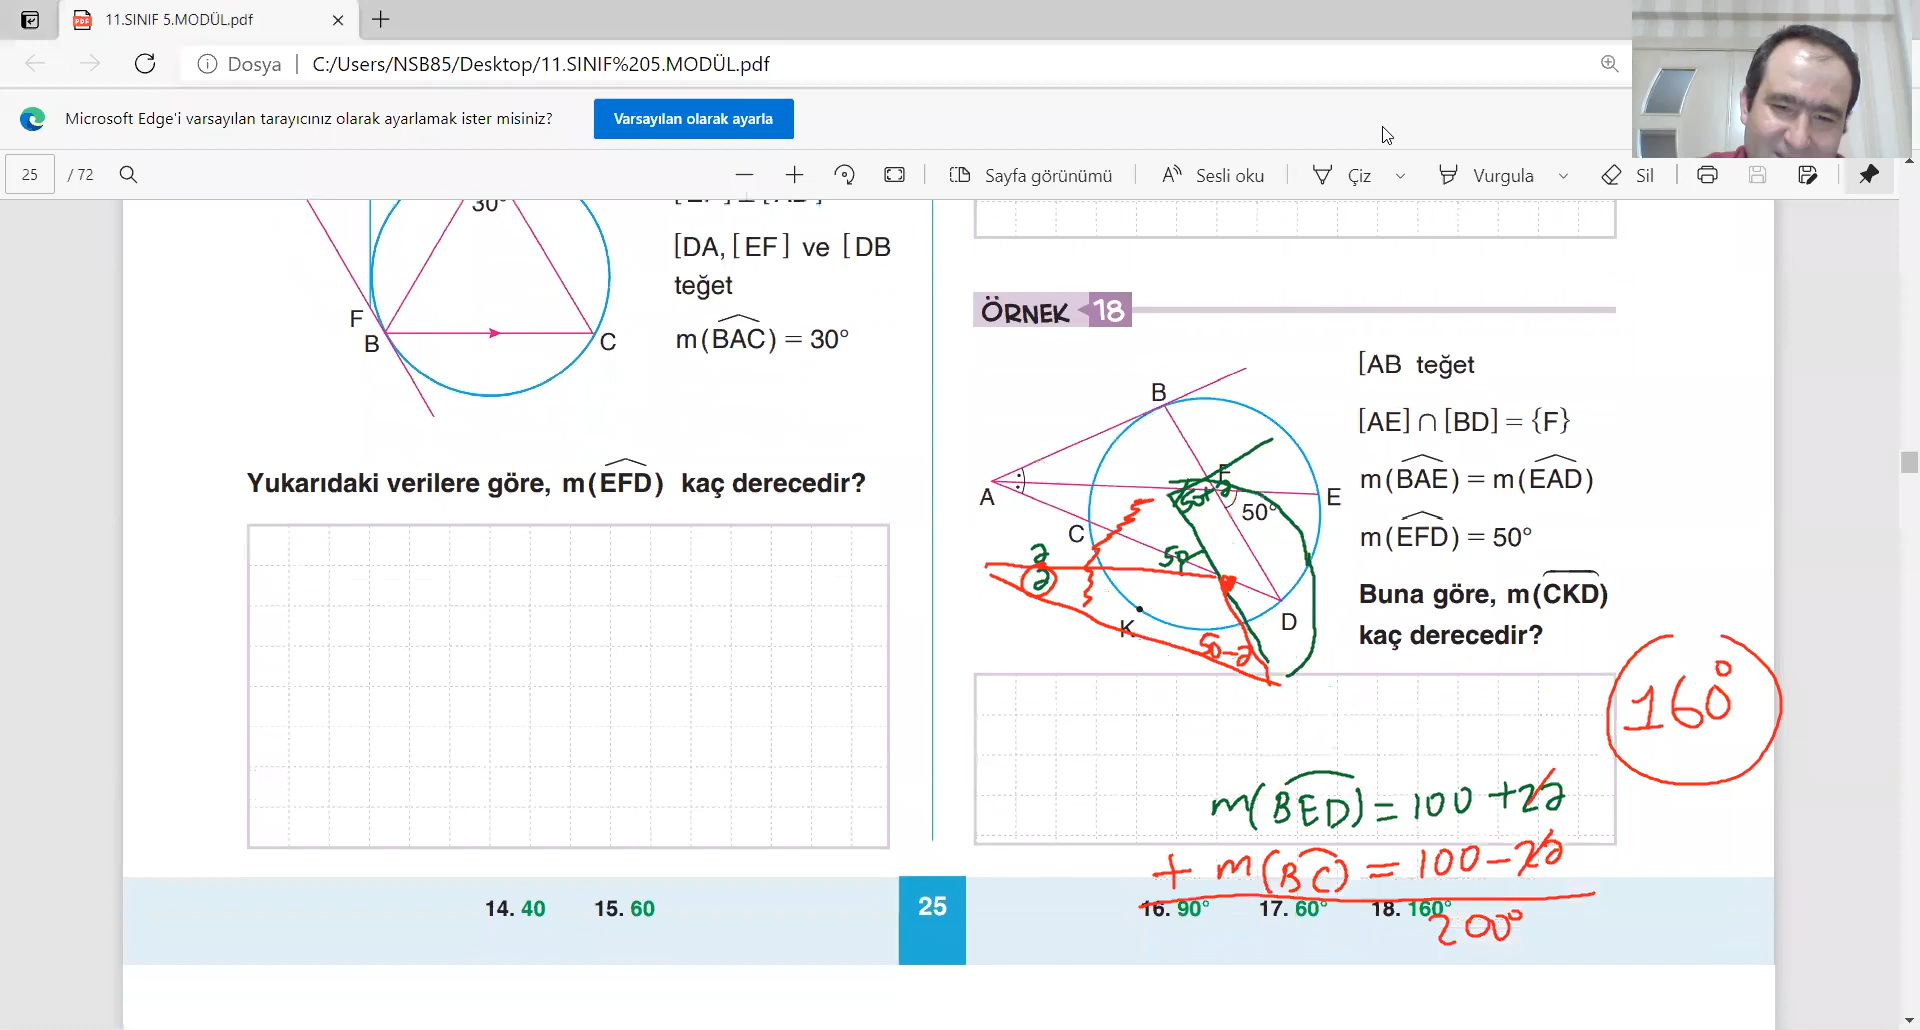 11.SINIF 5.MODÜL.pdf
Dosya | C:/Users/NSB85/Desktop/11.SINIF%205.MODÜL.pdf
Microsoft Edge'i varsayılan tarayıcınız olarak ayarlamak ister misiniz? Varsayılan olarak ayarla
25 / 72 Sayfa görünümü Sesli oku Çiz Vurgula Sil
30°
F
B
C
[DA, [EF] ve [DB
teğet
m(BAC) = 30°
Yukarıdaki verilere göre, m(EFD) kaç derecedir?
ÖRNEK 18
B
A
F
E
50°
C
K
D
50+a
50
a
a
50-a
[AB teğet
[AE] ∩ [BD] = {F}
m(BAE) = m(EAD)
m(EFD) = 50°
Buna göre, m(CKD)
kaç derecedir?
160°
m(BED) = 100 + 2a
+ m(BC) = 100 - 2a
200°
14. 40 15. 60
25
16. 90° 17. 60° 18. 160°